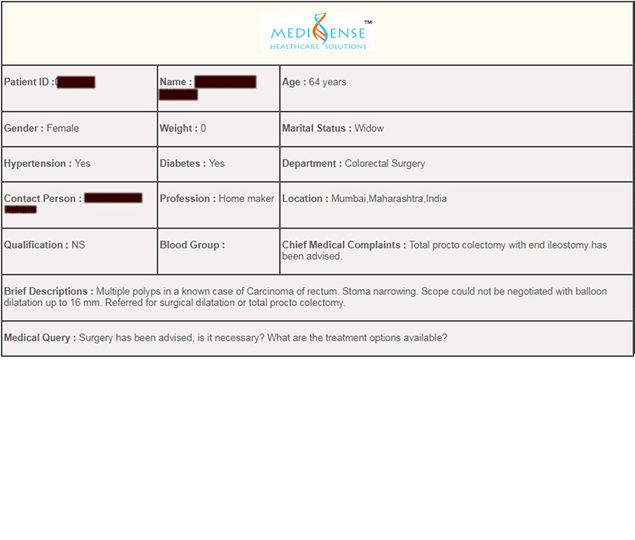 MEDISENSE™
HEALTHCARE SOLUTIONS
Patient ID :
Name :
Age : 64 years
Gender : Female
Weight : 0
Marital Status : Widow
Hypertension : Yes
Diabetes : Yes
Department : Colorectal Surgery
Contact Person :
Profession : Home maker
Location : Mumbai,Maharashtra,India
Qualification : NS
Blood Group :
Chief Medical Complaints : Total procto colectomy with end ileostomy has
been advised.
Brief Descriptions : Multiple polyps in a known case of Carcinoma of rectum. Stoma narrowing. Scope could not be negotiated with balloon
dilatation up to 16 mm. Referred for surgical dilatation or total procto colectomy.
Medical Query : Surgery has been advised, is it necessary? What are the treatment options available?